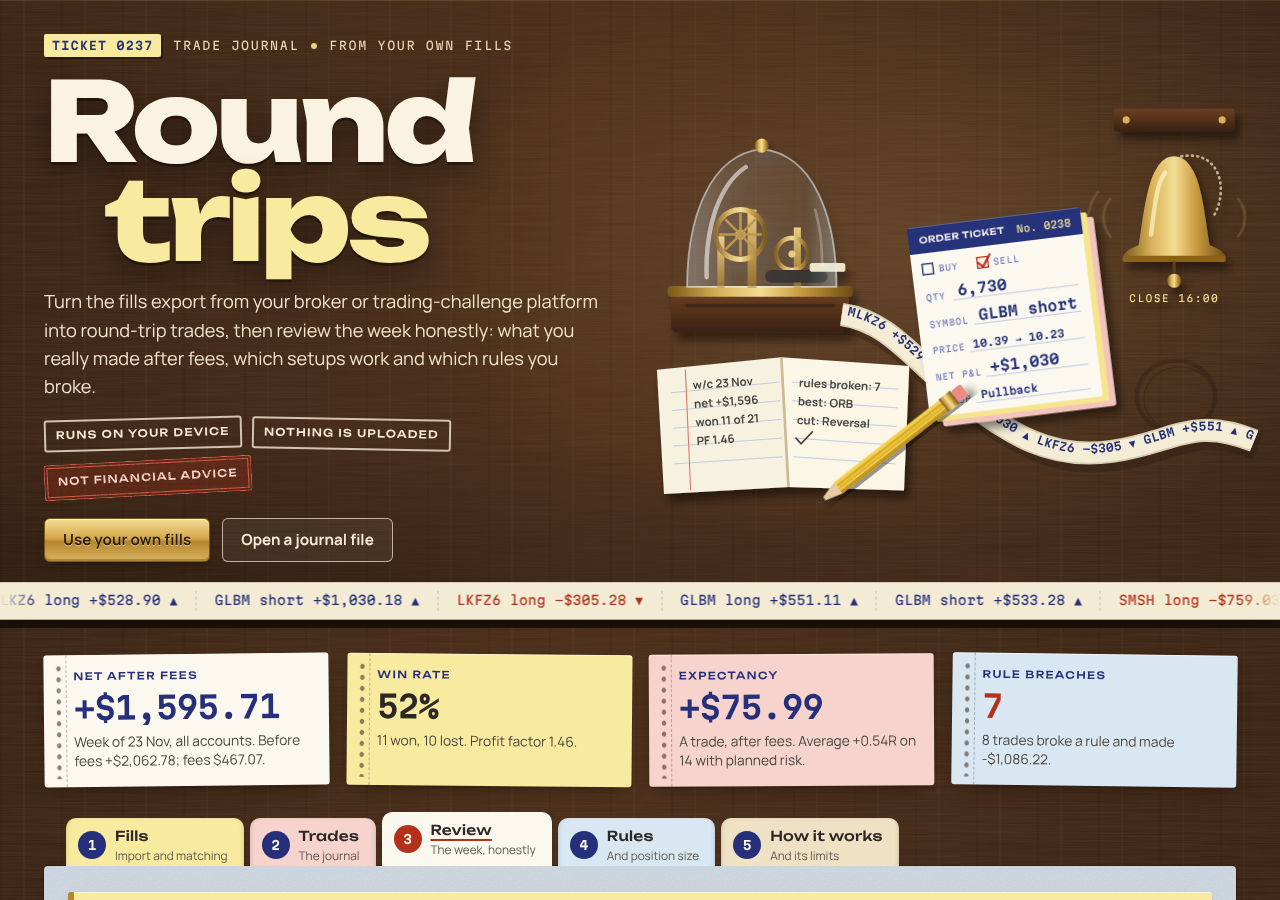 TICKET 0237 TRADE JOURNAL • FROM YOUR OWN FILLS
Round
trips
Turn the fills export from your broker or trading-challenge platform
into round-trip trades, then review the week honestly: what you
really made after fees, which setups work and which rules you
broke.
RUNS ON YOUR DEVICE
NOTHING IS UPLOADED
NOT FINANCIAL ADVICE
Use your own fills
Open a journal file
ORDER TICKET No. 0238
BUY SELL
QTY 6,730
SYMBOL GLBM short
PRICE 10.39 → 10.23
NET P&L +$1,030
Pullback
CLOSE 16:00
MLKZ6 +$529
▲ LKFZ6 −$305 ▼ GLBM +$551 ▲ G
w/c 23 Nov
net +$1,596
won 11 of 21
PF 1.46
rules broken: 7
best: ORB
cut: Reversal
LKZ6 long +$528.90 ▲
GLBM short +$1,030.18 ▲
LKFZ6 long −$305.28 ▼
GLBM long +$551.11 ▲
GLBM short +$533.28 ▲
SMSH long −$759.03
NET AFTER FEES
+$1,595.71
Week of 23 Nov, all accounts. Before
fees +$2,062.78; fees $467.07.
WIN RATE
52%
11 won, 10 lost. Profit factor 1.46.
EXPECTANCY
+$75.99
A trade, after fees. Average +0.54R on
14 with planned risk.
RULE BREACHES
7
8 trades broke a rule and made
-$1,086.22.
1 Fills
Import and matching
2 Trades
The journal
3 Review
The week, honestly
4 Rules
And position size
5 How it works
And its limits